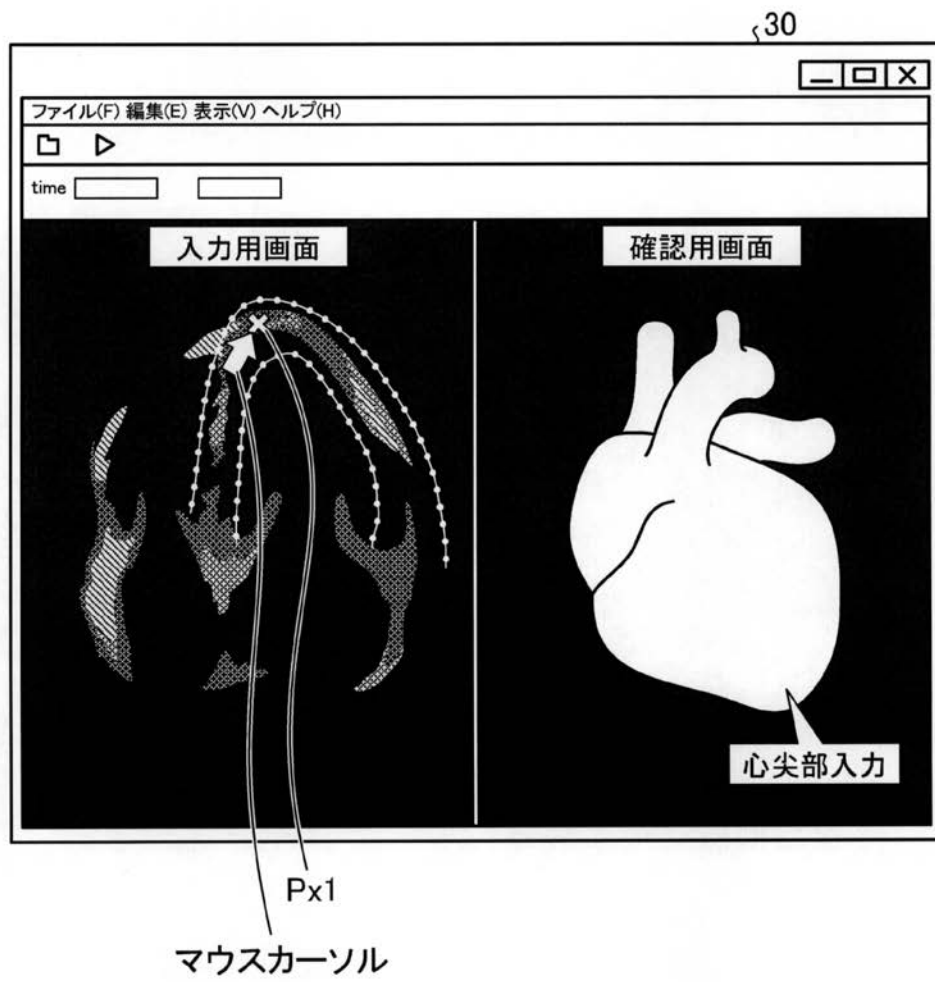 30
ファイル(F) 編集(E) 表示(V) ヘルプ(H)
time
入力用画面
確認用画面
心尖部入力
Px1
マウスカーソル